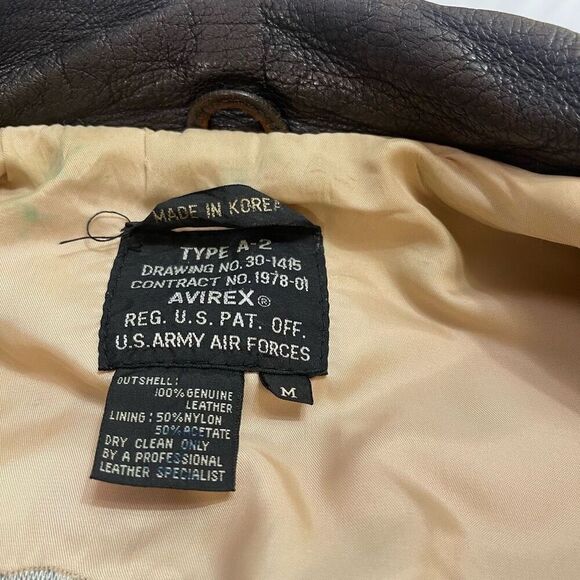 MADE IN KOREA
TYPE A-2
DRAWING NO. 30-1415
CONTRACT NO. 1978-01
AVIREX ®
REG. U.S. PAT. OFF.
U.S. ARMY AIR FORCES
M
OUTSHELL:
100% GENUINE
LEATHER
LINING: 50% NYLON
50% ACETATE
DRY CLEAN ONLY
BY A PROFESSIONAL
LEATHER SPECIALIST